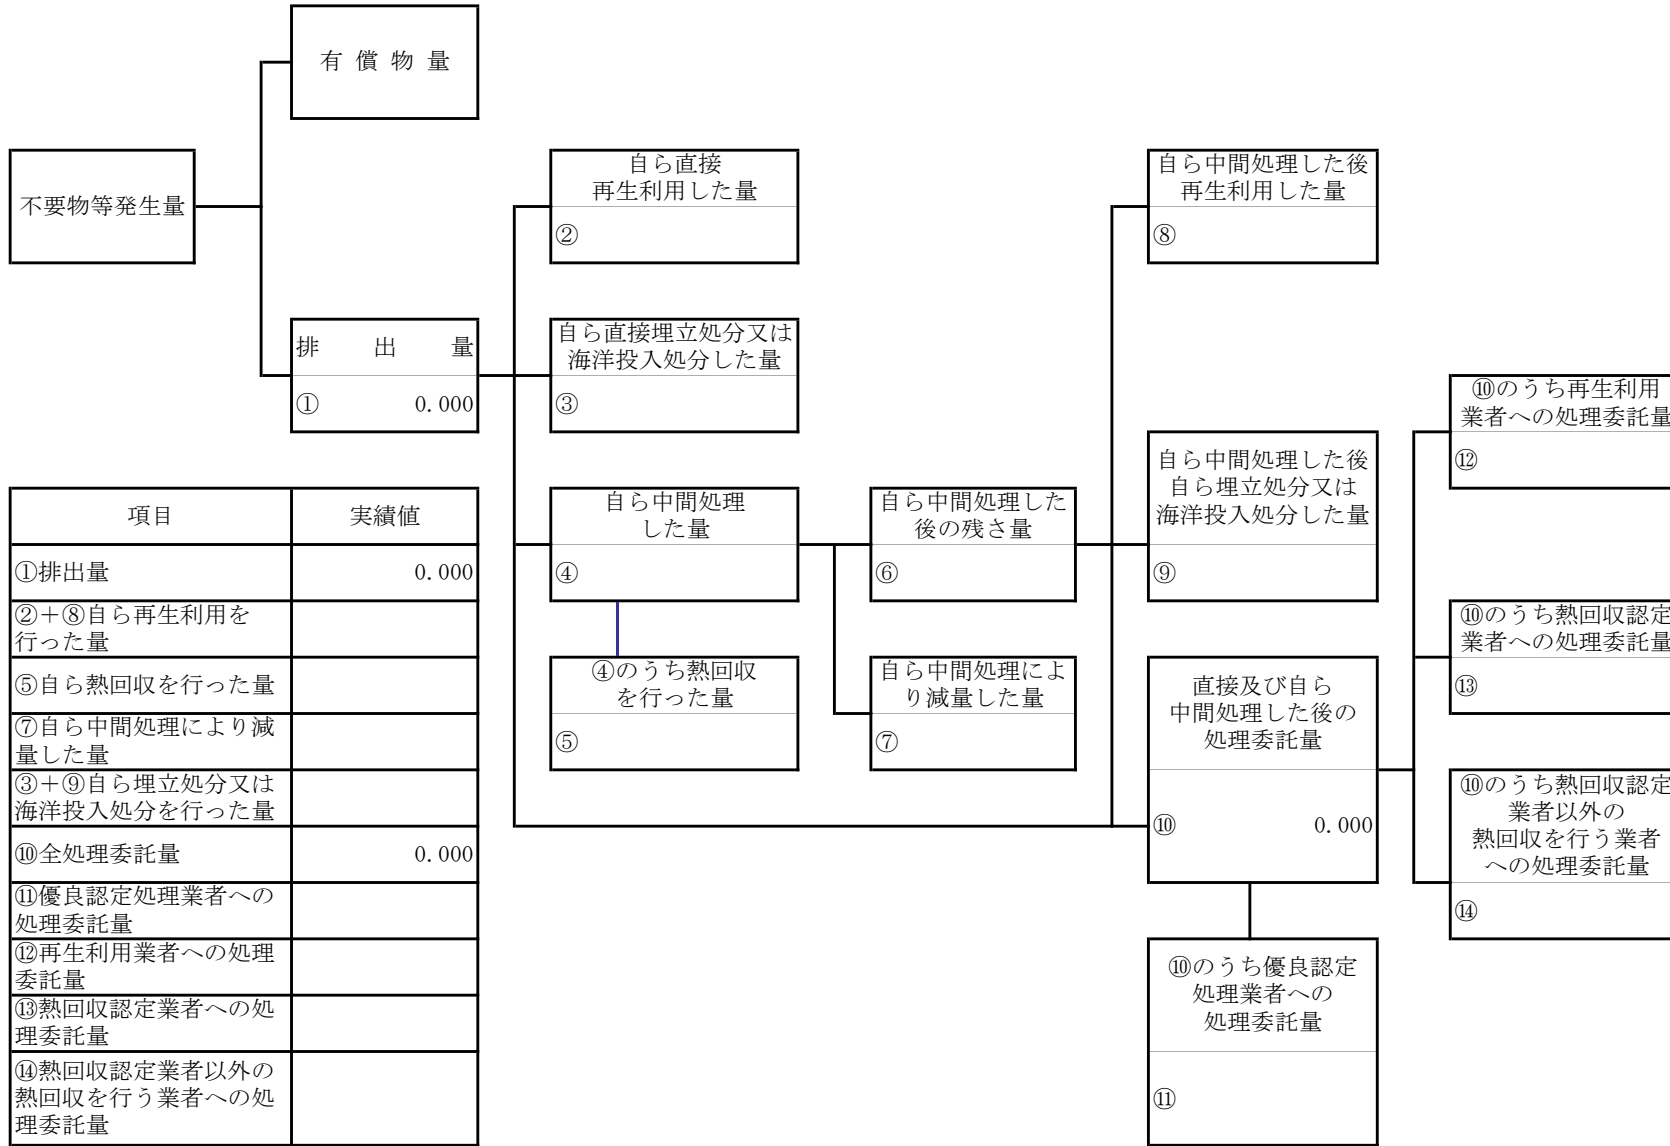 有償物量
不要物等発生量
排出量
① 0.000
自ら直接
再生利用した量
②
自ら直接埋立処分又は
海洋投入処分した量
③
自ら中間処理
した量
④
④のうち熱回収
を行った量
⑤
自ら中間処理した
後の残さ量
⑥
自ら中間処理によ
り減量した量
⑦
自ら中間処理した後
再生利用した量
⑧
自ら中間処理した後
自ら埋立処分又は
海洋投入処分した量
⑨
直接及び自ら
中間処理した後の
処理委託量
⑩ 0.000
⑩のうち優良認定
処理業者への
処理委託量
⑪
⑩のうち再生利用
業者への処理委託量
⑫
⑩のうち熱回収認定
業者への処理委託量
⑬
⑩のうち熱回収認定
業者以外の
熱回収を行う業者
への処理委託量
⑭
項目 実績値
①排出量 0.000
②＋⑧自ら再生利用を
行った量
⑤自ら熱回収を行った量
⑦自ら中間処理により減
量した量
③＋⑨自ら埋立処分又は
海洋投入処分を行った量
⑩全処理委託量 0.000
⑪優良認定処理業者への
処理委託量
⑫再生利用業者への処理
委託量
⑬熱回収認定業者への処
理委託量
⑭熱回収認定業者以外の
熱回収を行う業者への処
理委託量